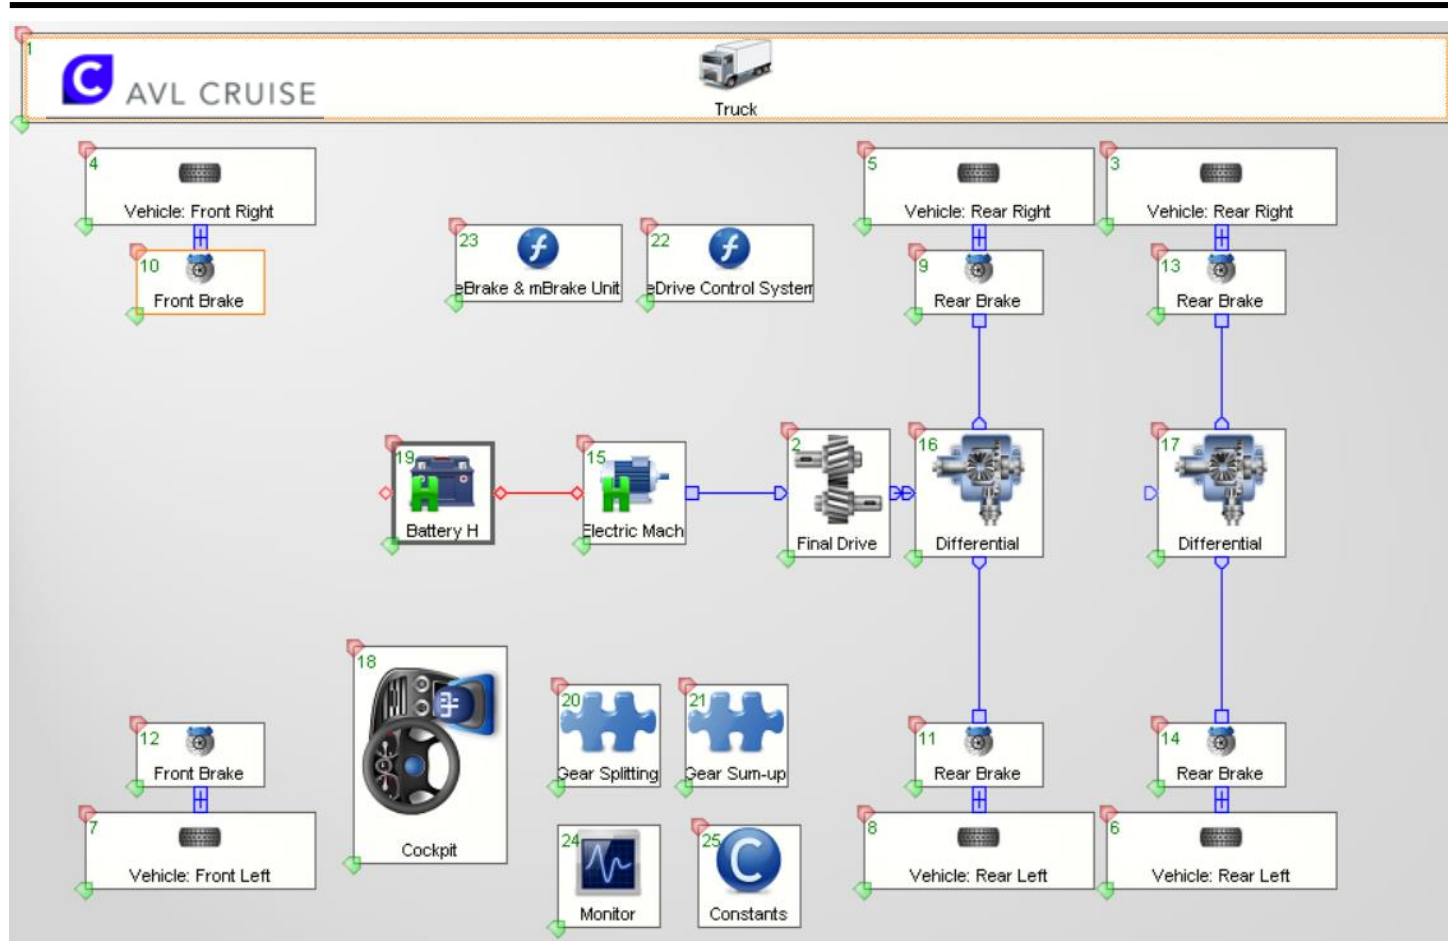 1
C AVL CRUISE
Truck
4
Vehicle: Front Right
5
Vehicle: Rear Right
3
Vehicle: Rear Right
10
Front Brake
23
eBrake & mBrake Unit
22
eDrive Control System
9
Rear Brake
13
Rear Brake
19
Battery H
15
Electric Mach
2
Final Drive
16
Differential
17
Differential
18
Cockpit
20
Gear Splitting
21
Gear Sum-up
12
Front Brake
11
Rear Brake
14
Rear Brake
7
Vehicle: Front Left
24
Monitor
25
C
Constants
8
Vehicle: Rear Left
6
Vehicle: Rear Left